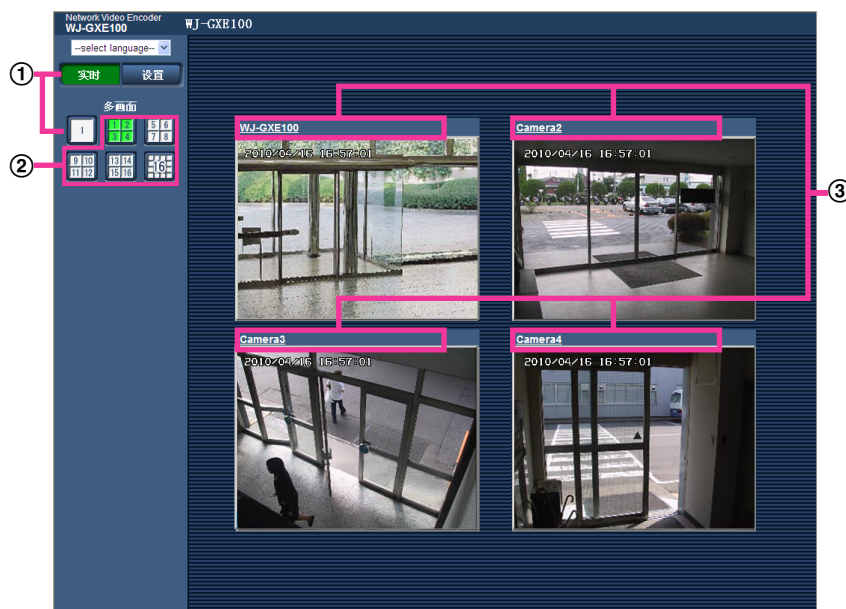 Network Video Encoder
WJ-GXE100
WJ-GXE100
--select language--
① 实时 设置
多画面
1 1 2 3 4 5 6 7 8
② 9 10 11 12 13 14 15 16 16
③
WJ-GXE100
2010/04/16 16:57:01
Camera2
2010/04/16 16:57:01
Camera3
2010/04/16 16:57:01
Camera4
2010/04/16 16:57:01